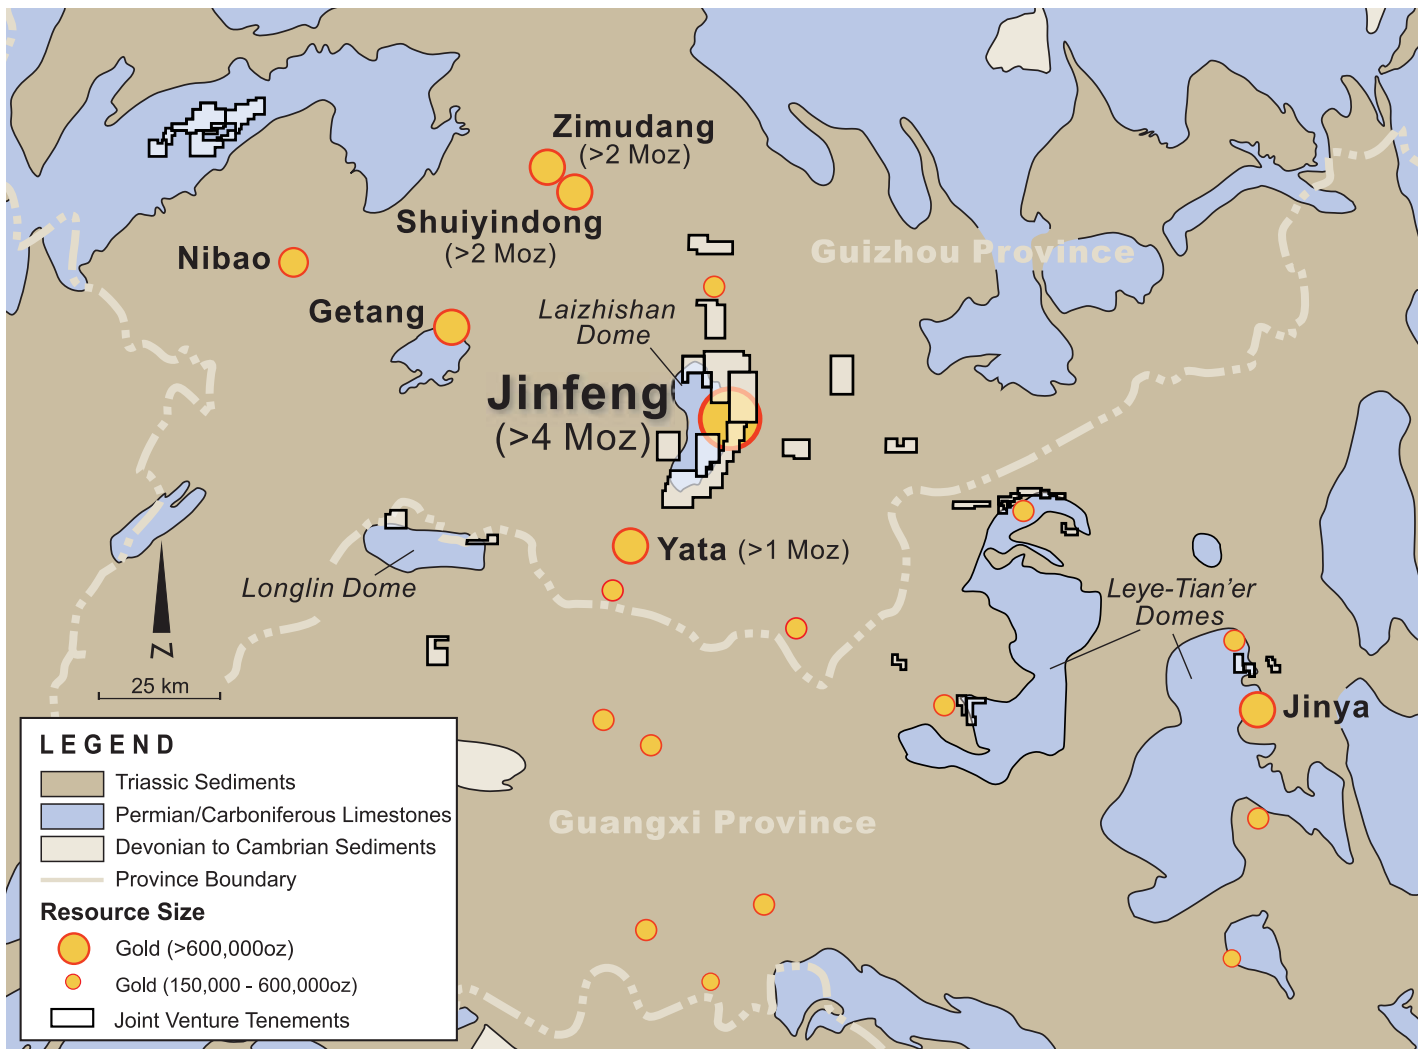 Zimudang
(>2 Moz)
Shuiyindong
(>2 Moz)
Guizhou Province
Nibao
Getang
Laizhishan
Dome
Jinfeng
(>4 Moz)
Yata (>1 Moz)
Longlin Dome
Leye-Tian'er
Domes
N
25 km
Jinya
LEGEND
Triassic Sediments
Permian/Carboniferous Limestones
Devonian to Cambrian Sediments
Province Boundary
Resource Size
Gold (>600,000oz)
Gold (150,000 - 600,000oz)
Joint Venture Tenements
Guangxi Province